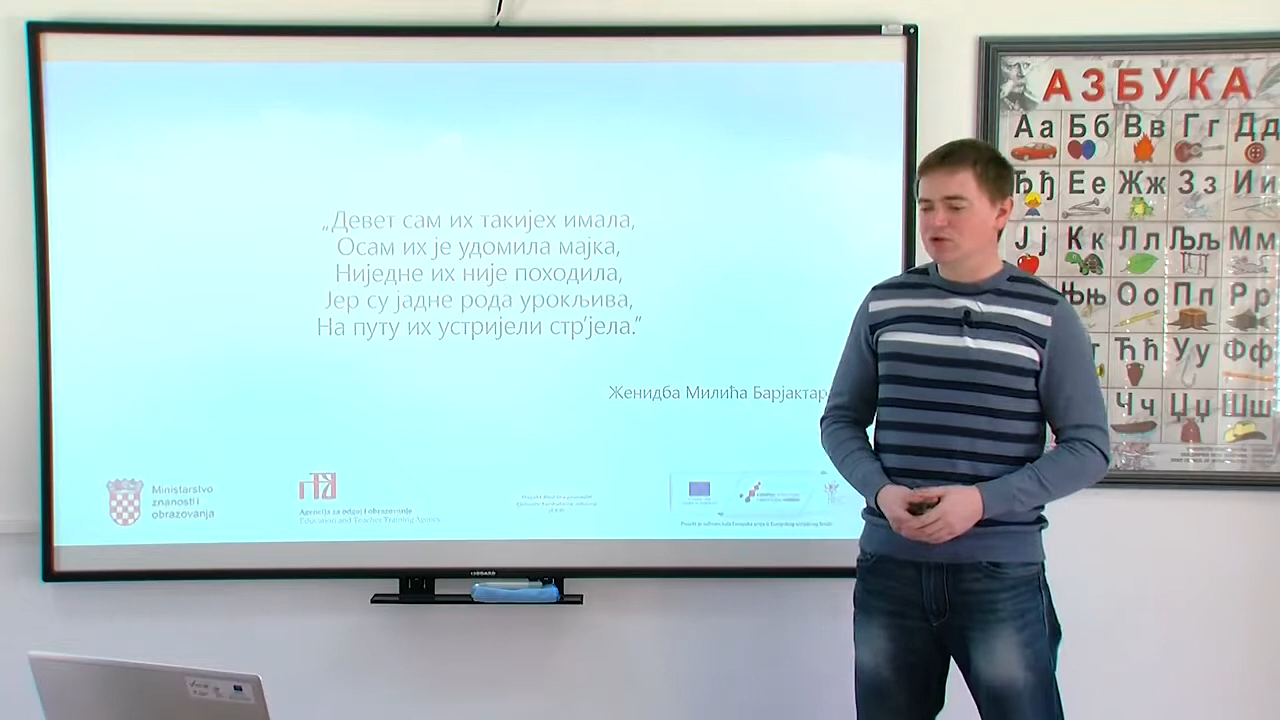 „Девет сам их такијех имала,
Осам их је удомила мајка,
Ниједне их није походила,
Јер су јадне рода урокљива,
На путу их устријели стр'јела.”
Женидба Милића Барјактар
Ministarstvo
znanosti i
obrazovanja
Agencija za odgoj i obrazovanje
Education and Teacher Training Agency
АЗБУКА
Аа Бб Вв Гг Дд
Ђђ Ее Жж Зз Ии
Јј Кк Лл Љљ Мм
Њњ Оо Пп Рр
Ћћ Уу Фф
Чч Џџ Шш